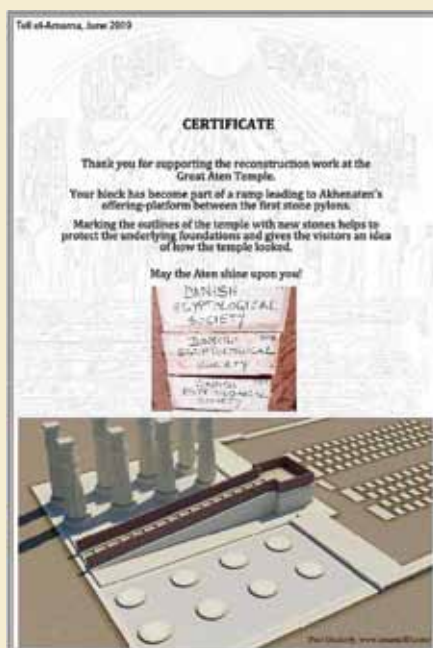 Tell el-Amarna, June 2019
CERTIFICATE
Thank you for supporting the reconstruction work at the
Great Aten Temple.
Your block has become part of a ramp leading to Akhenaten's
offering-platform between the first stone pylons.
Marking the outlines of the temple with new stones helps to
protect the underlying foundations and gives the visitors an idea
of how the temple looked.
May the Aten shine upon you!
DANISH
EGYPTOLOGICAL
SOCIETY
DANISH
EGYPTOLOGICAL
SOCIETY
DANISH
EGYPTOLOGICAL
SOCIETY